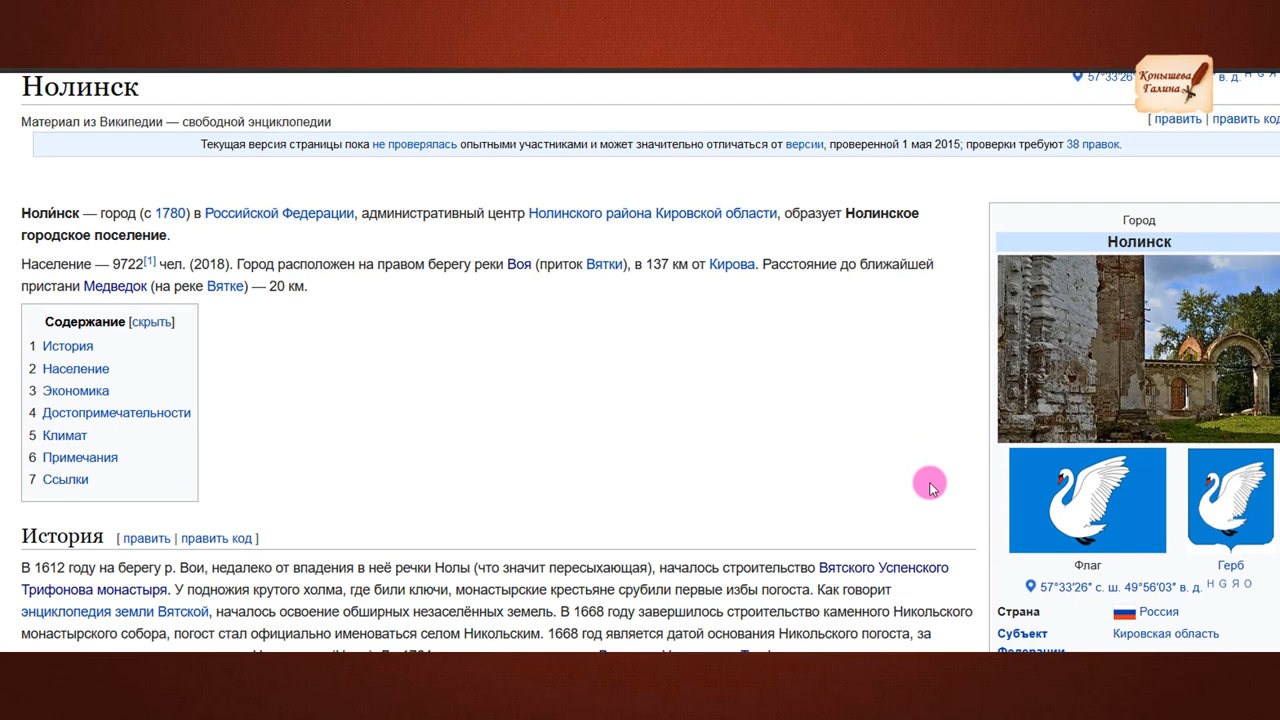 Нолинск
57°33′26″ в. д. H G Я
Конышева
Галина
Материал из Википедии — свободной энциклопедии
[ править | править код
Текущая версия страницы пока не проверялась опытными участниками и может значительно отличаться от версии, проверенной 1 мая 2015; проверки требуют 38 правок.
Ноли́нск — город (с 1780) в Российской Федерации, административный центр Нолинского района Кировской области, образует Нолинское
городское поселение.
Население — 9722[1] чел. (2018). Город расположен на правом берегу реки Воя (приток Вятки), в 137 км от Кирова. Расстояние до ближайшей
пристани Медведок (на реке Вятке) — 20 км.
Содержание [скрыть]
1 История
2 Население
3 Экономика
4 Достопримечательности
5 Климат
6 Примечания
7 Ссылки
История [ править | править код ]
В 1612 году на берегу р. Вои, недалеко от впадения в неё речки Нолы (что значит пересыхающая), началось строительство Вятского Успенского
Трифонова монастыря. У подножия крутого холма, где били ключи, монастырские крестьяне срубили первые избы погоста. Как говорит
энциклопедия земли Вятской, началось освоение обширных незаселённых земель. В 1668 году завершилось строительство каменного Никольского
монастырского собора, погост стал официально именоваться селом Никольским. 1668 год является датой основания Никольского погоста, за
Город
Нолинск
Флаг
Герб
57°33′26″ с. ш. 49°56′03″ в. д. H G Я O
Страна Россия
Субъект Кировская область
Федерации